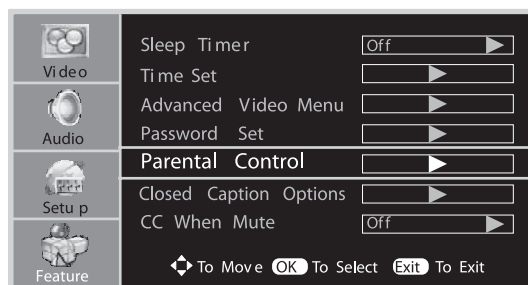 Video
Audio
Setup
Feature
Sleep Timer Off
Time Set
Advanced Video Menu
Password Set
Parental Control
Closed Caption Options
CC When Mute Off
To Move OK To Select Exit To Exit